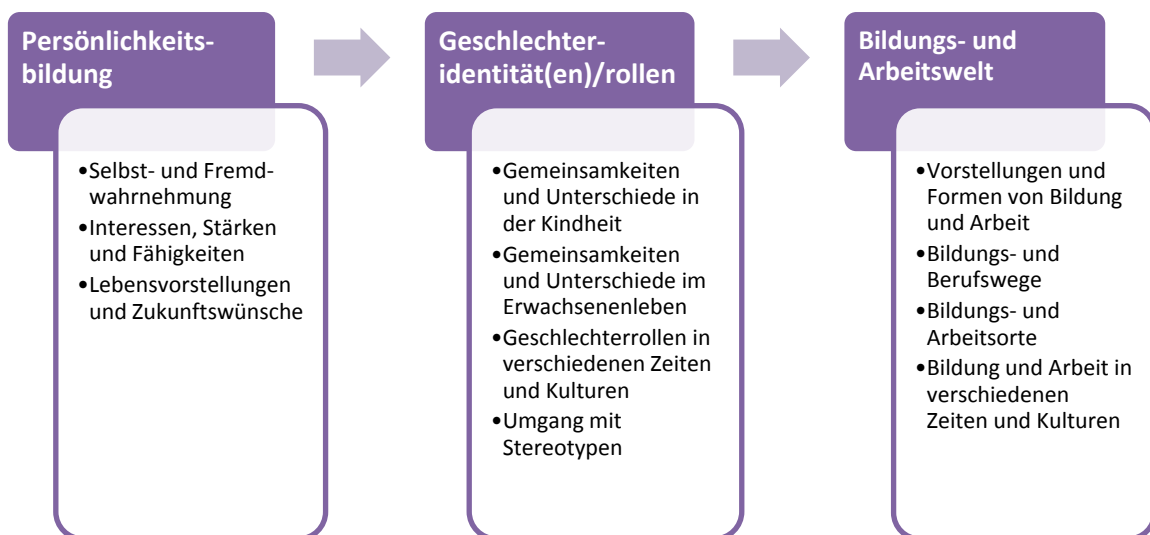 Persönlichkeits-
bildung
•Selbst- und Fremd-
wahrnehmung
•Interessen, Stärken
und Fähigkeiten
•Lebensvorstellungen
und Zukunftswünsche
Geschlechter-
identität(en)/rollen
•Gemeinsamkeiten
und Unterschiede in
der Kindheit
•Gemeinsamkeiten
und Unterschiede im
Erwachsenenleben
•Geschlechterrollen in
verschiedenen Zeiten
und Kulturen
•Umgang mit
Stereotypen
Bildungs- und
Arbeitswelt
•Vorstellungen und
Formen von Bildung
und Arbeit
•Bildungs- und
Berufswege
•Bildungs- und
Arbeitsorte
•Bildung und Arbeit in
verschiedenen
Zeiten und Kulturen